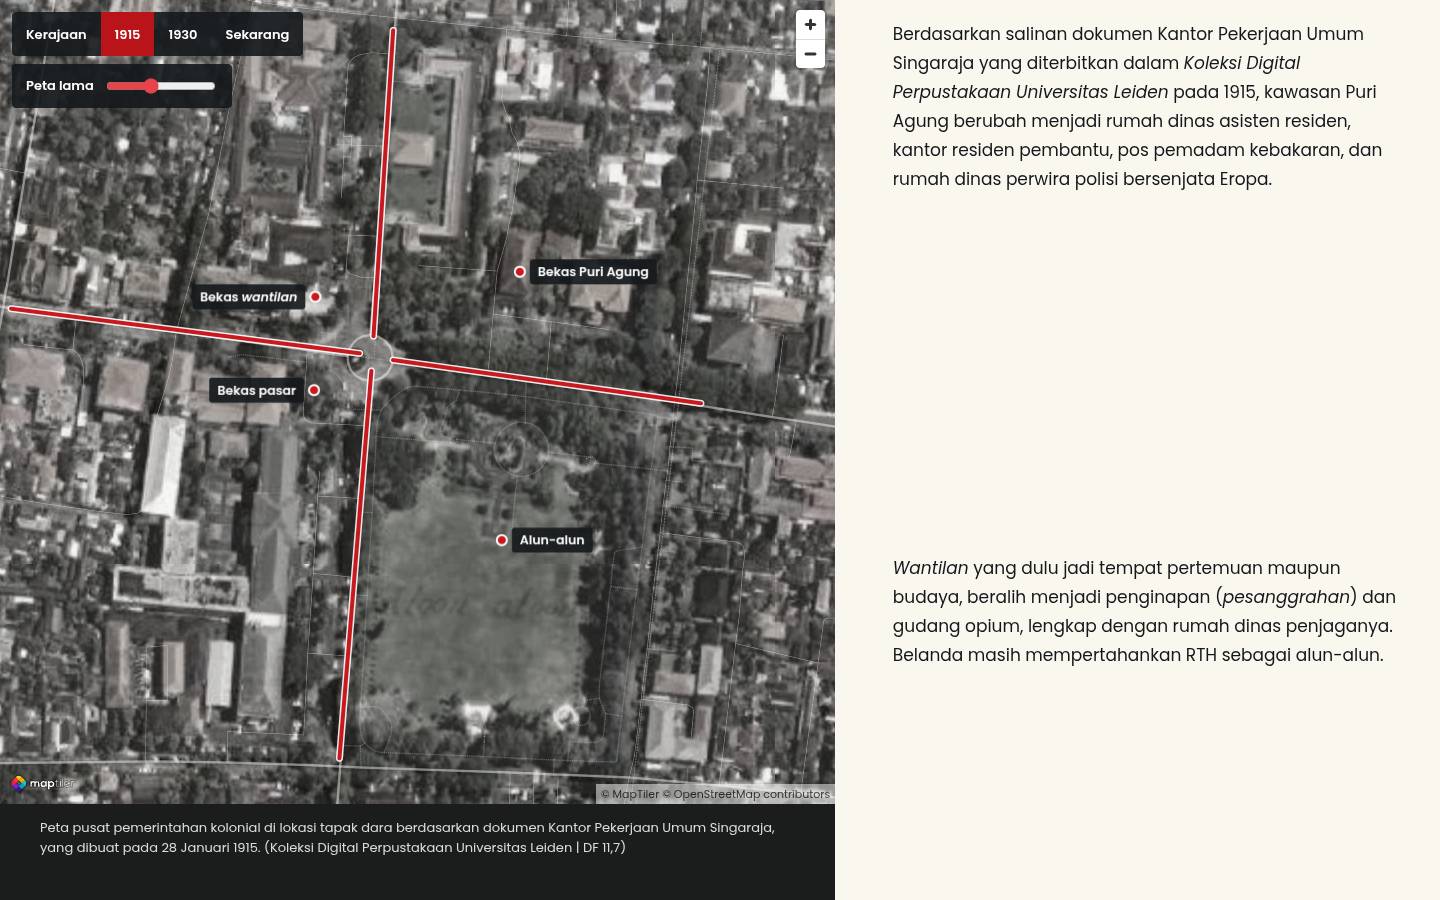 Kerajaan 1915 1930 Sekarang
Peta lama
Bekas Puri Agung
Bekas wantilan
Bekas pasar
Alun-alun
maptiler
© MapTiler © OpenStreetMap contributors
Peta pusat pemerintahan kolonial di lokasi tapak dara berdasarkan dokumen Kantor Pekerjaan Umum Singaraja,
yang dibuat pada 28 Januari 1915. (Koleksi Digital Perpustakaan Universitas Leiden | DF 11,7)
Berdasarkan salinan dokumen Kantor Pekerjaan Umum
Singaraja yang diterbitkan dalam Koleksi Digital
Perpustakaan Universitas Leiden pada 1915, kawasan Puri
Agung berubah menjadi rumah dinas asisten residen,
kantor residen pembantu, pos pemadam kebakaran, dan
rumah dinas perwira polisi bersenjata Eropa.
Wantilan yang dulu jadi tempat pertemuan maupun
budaya, beralih menjadi penginapan (pesanggrahan) dan
gudang opium, lengkap dengan rumah dinas penjaganya.
Belanda masih mempertahankan RTH sebagai alun-alun.